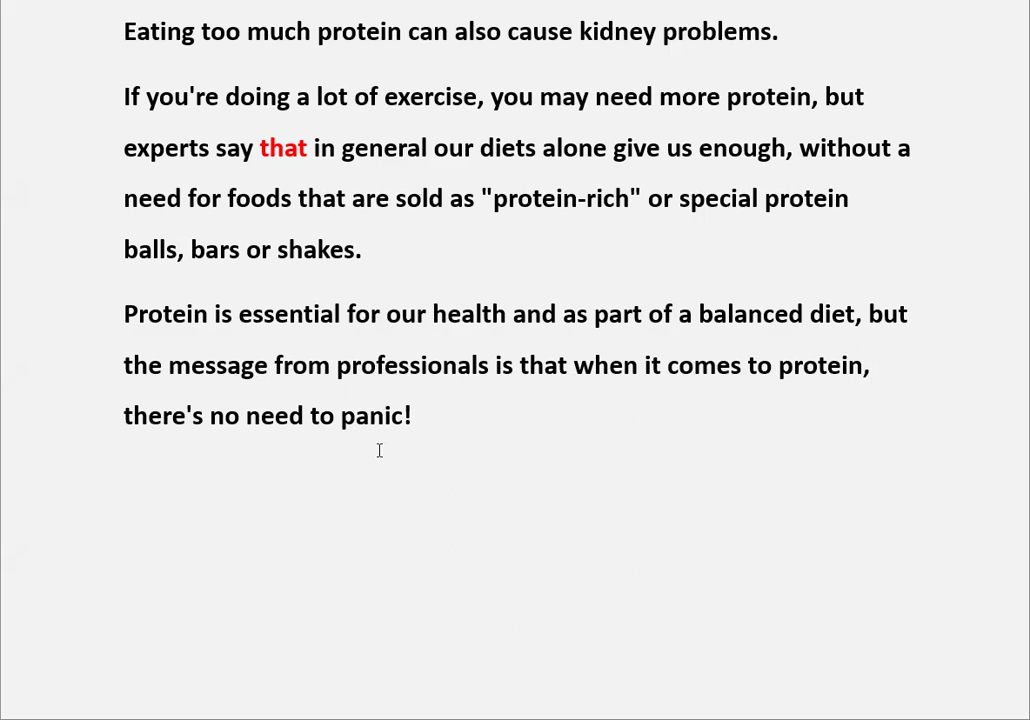 Eating too much protein can also cause kidney problems.
If you're doing a lot of exercise, you may need more protein, but
experts say that in general our diets alone give us enough, without a
need for foods that are sold as "protein-rich" or special protein
balls, bars or shakes.
Protein is essential for our health and as part of a balanced diet, but
the message from professionals is that when it comes to protein,
there's no need to panic!